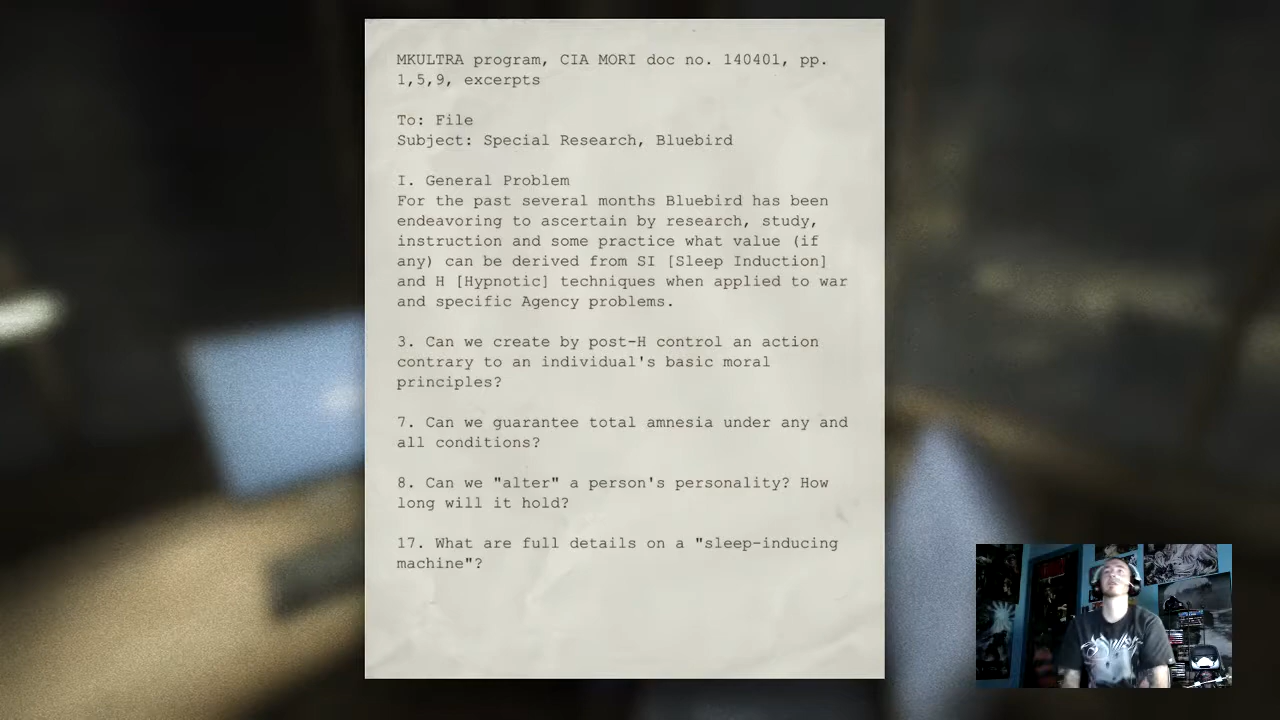 MKULTRA program, CIA MORI doc no. 140401, pp.
1,5,9, excerpts
To: File
Subject: Special Research, Bluebird
I. General Problem
For the past several months Bluebird has been
endeavoring to ascertain by research, study,
instruction and some practice what value (if
any) can be derived from SI [Sleep Induction]
and H [Hypnotic] techniques when applied to war
and specific Agency problems.
3. Can we create by post-H control an action
contrary to an individual's basic moral
principles?
7. Can we guarantee total amnesia under any and
all conditions?
8. Can we "alter" a person's personality? How
long will it hold?
17. What are full details on a "sleep-inducing
machine"?